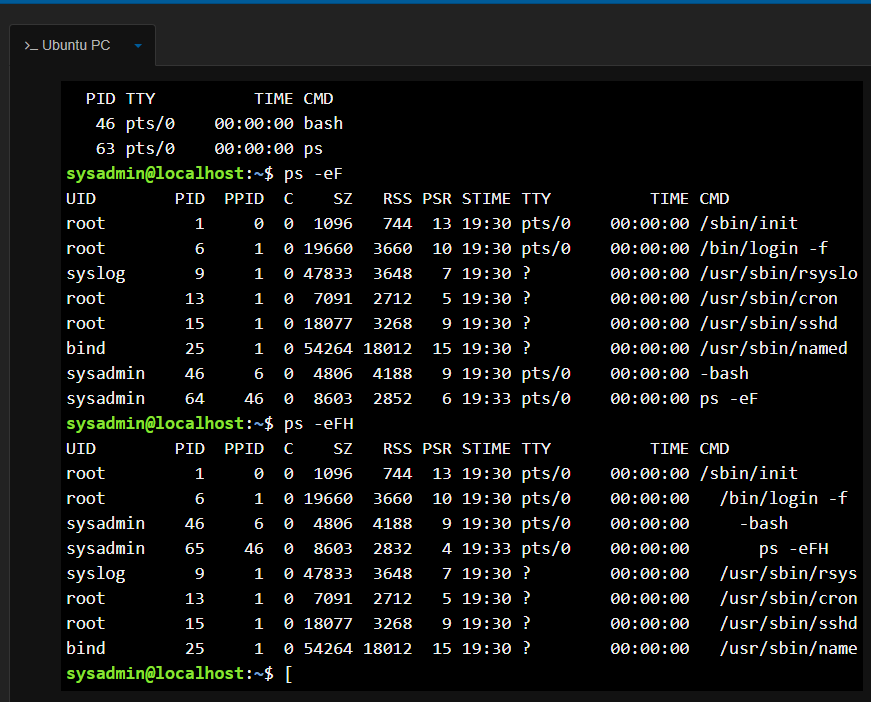 >_ Ubuntu PC
PID TTY TIME CMD
46 pts/0 00:00:00 bash
63 pts/0 00:00:00 ps
sysadmin@localhost:~$ ps -eF
UID PID PPID C SZ RSS PSR STIME TTY TIME CMD
root 1 0 0 1096 744 13 19:30 pts/0 00:00:00 /sbin/init
root 6 1 0 19660 3660 10 19:30 pts/0 00:00:00 /bin/login -f
syslog 9 1 0 47833 3648 7 19:30 ? 00:00:00 /usr/sbin/rsyslo
root 13 1 0 7091 2712 5 19:30 ? 00:00:00 /usr/sbin/cron
root 15 1 0 18077 3268 9 19:30 ? 00:00:00 /usr/sbin/sshd
bind 25 1 0 54264 18012 15 19:30 ? 00:00:00 /usr/sbin/named
sysadmin 46 6 0 4806 4188 9 19:30 pts/0 00:00:00 -bash
sysadmin 64 46 0 8603 2852 6 19:33 pts/0 00:00:00 ps -eF
sysadmin@localhost:~$ ps -eFH
UID PID PPID C SZ RSS PSR STIME TTY TIME CMD
root 1 0 0 1096 744 13 19:30 pts/0 00:00:00 /sbin/init
root 6 1 0 19660 3660 10 19:30 pts/0 00:00:00 /bin/login -f
sysadmin 46 6 0 4806 4188 9 19:30 pts/0 00:00:00 -bash
sysadmin 65 46 0 8603 2832 4 19:33 pts/0 00:00:00 ps -eFH
syslog 9 1 0 47833 3648 7 19:30 ? 00:00:00 /usr/sbin/rsys
root 13 1 0 7091 2712 5 19:30 ? 00:00:00 /usr/sbin/cron
root 15 1 0 18077 3268 9 19:30 ? 00:00:00 /usr/sbin/sshd
bind 25 1 0 54264 18012 15 19:30 ? 00:00:00 /usr/sbin/name
sysadmin@localhost:~$ [